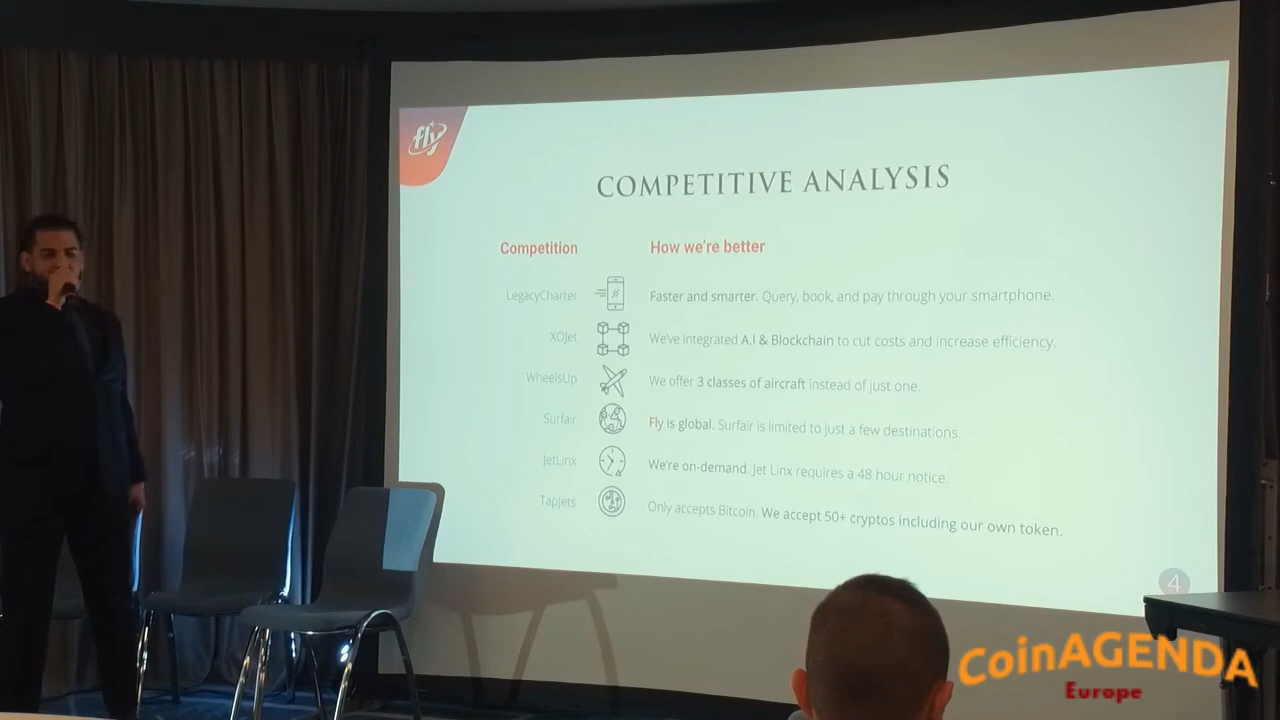 fly
COMPETITIVE ANALYSIS
Competition How we're better
LegacyCharter Faster and smarter. Query, book, and pay through your smartphone.
XOJet We've integrated A.I & Blockchain to cut costs and increase efficiency.
WheelsUp We offer 3 classes of aircraft instead of just one.
Surfair Fly is global. Surfair is limited to just a few destinations.
JetLinx We're on-demand. Jet Linx requires a 48 hour notice.
TapJets Only accepts Bitcoin. We accept 50+ cryptos including our own token.
4
CoinAGENDA
Europe